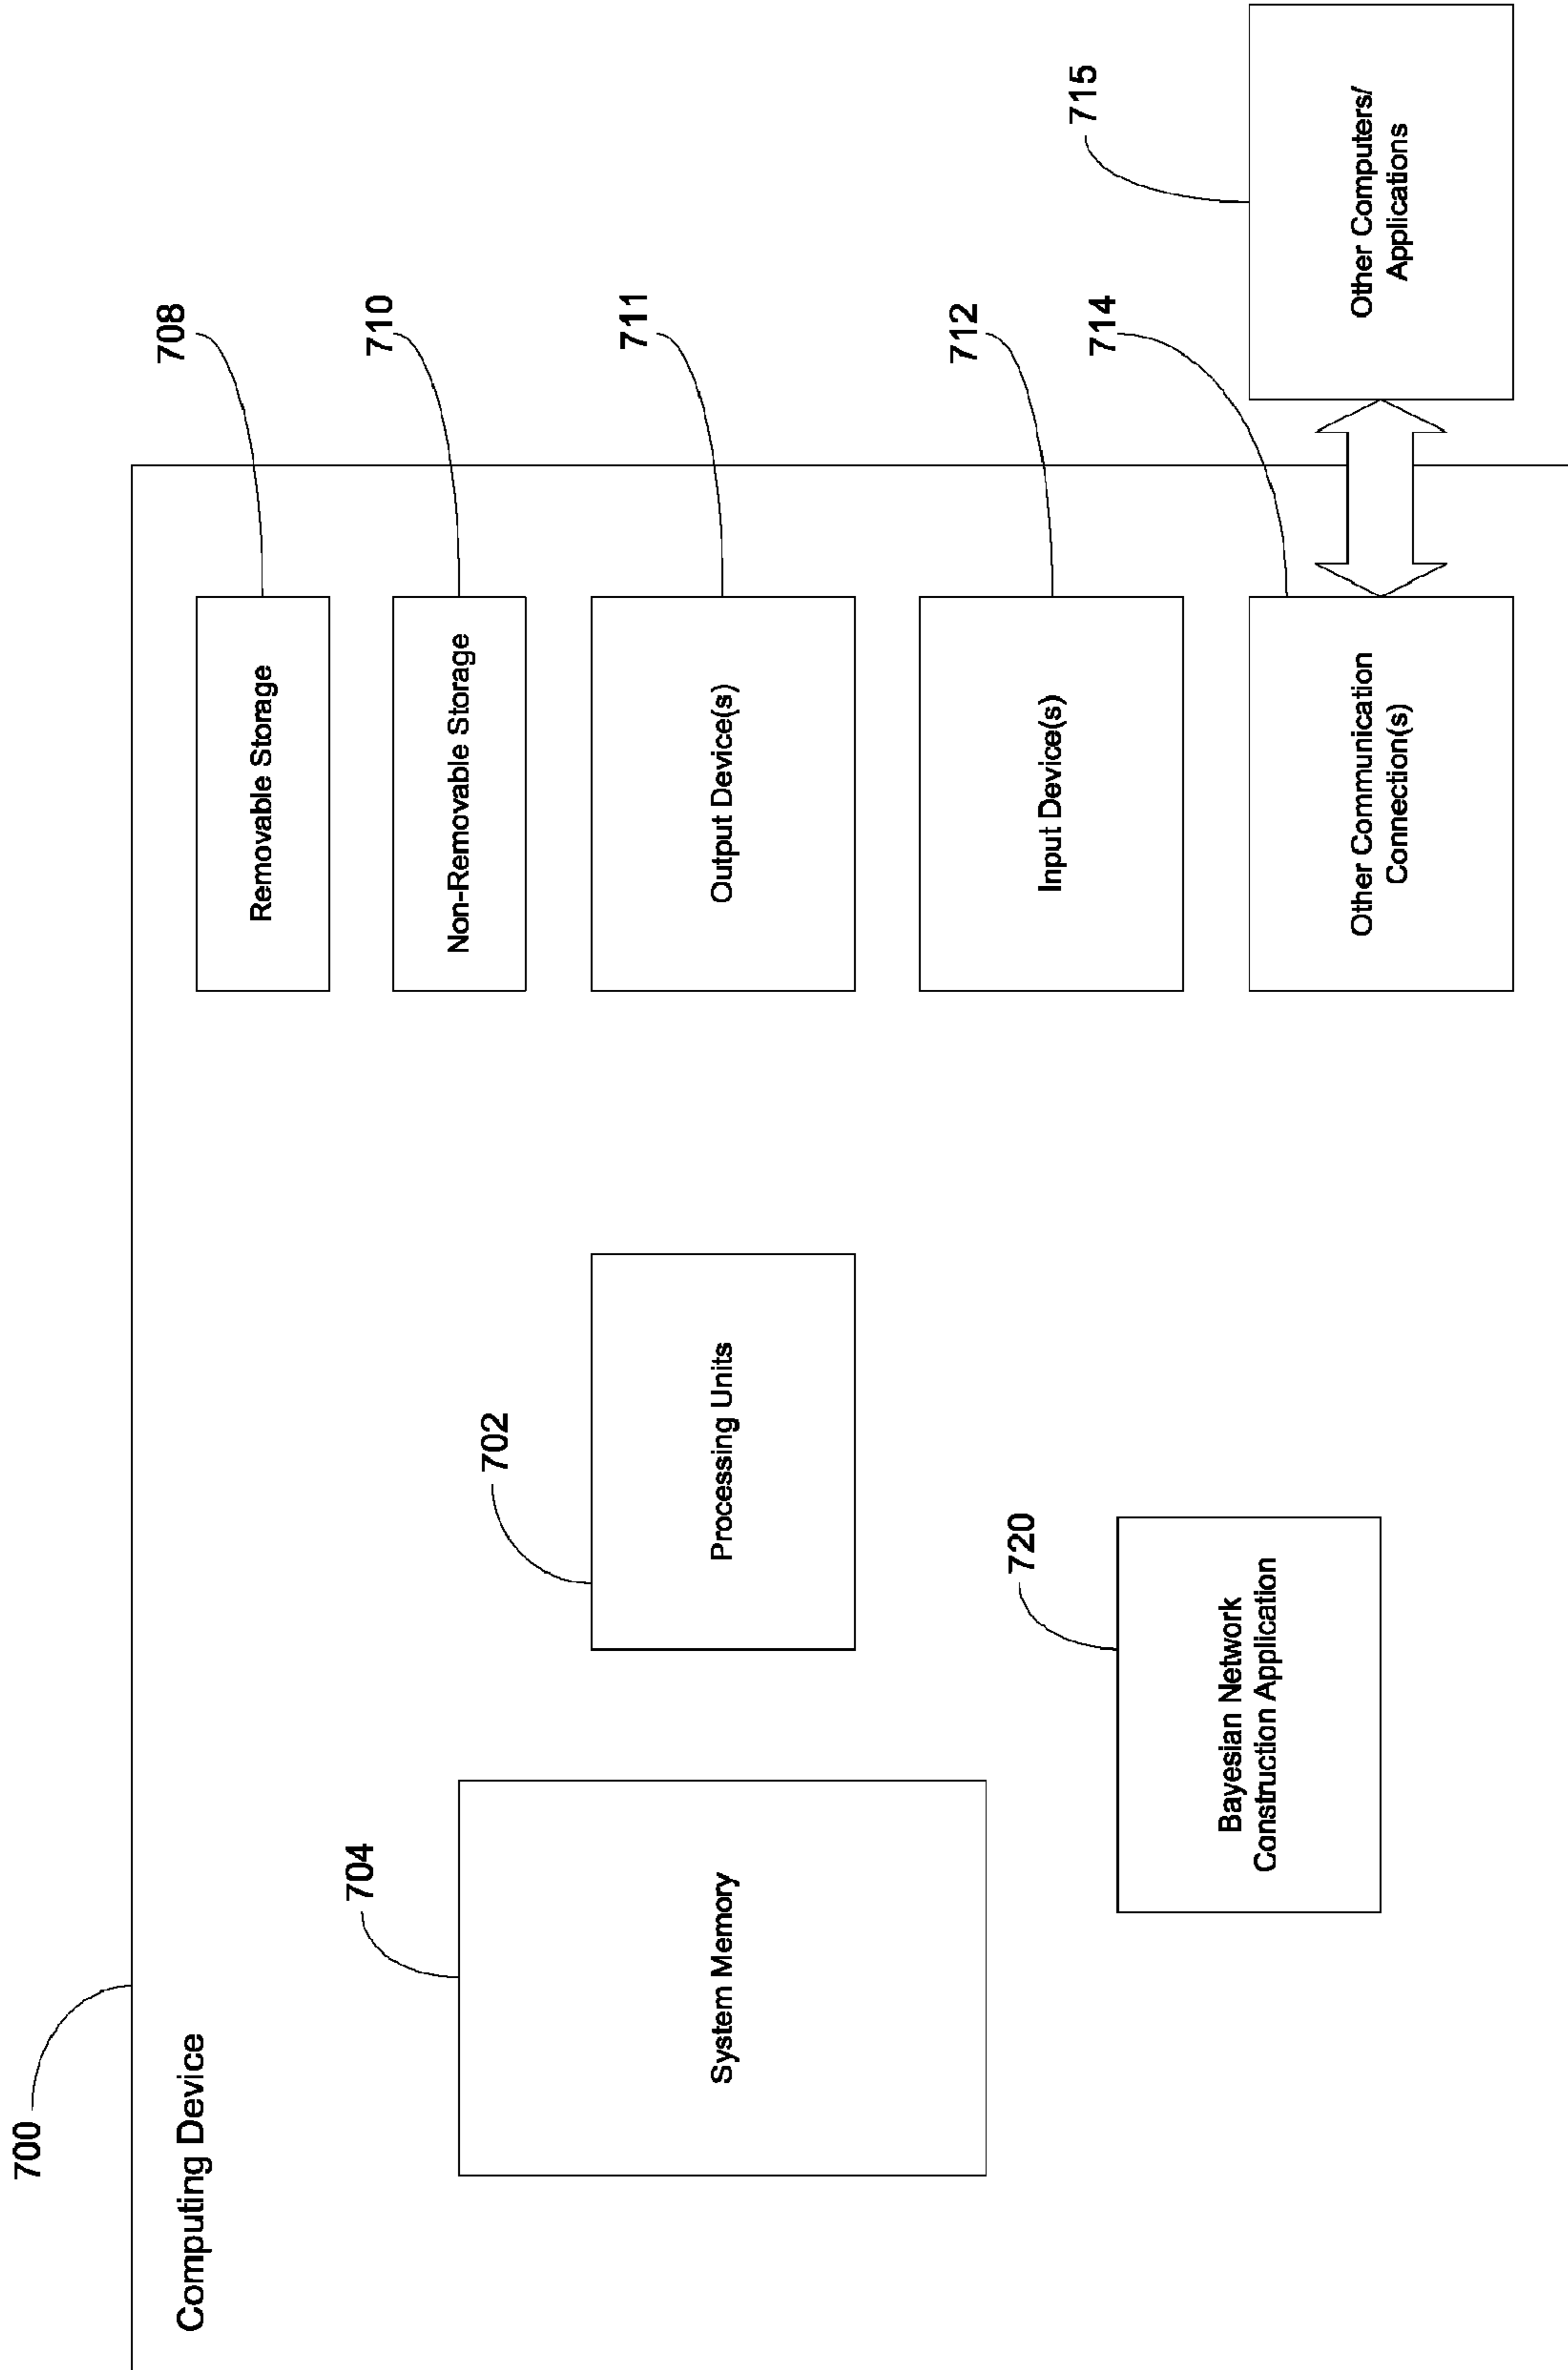 700
Computing Device
704
System Memory
702
Processing Units
720
Bayesian Network
Construction Application
708
Removable Storage
710
Non-Removable Storage
711
Output Device(s)
712
Input Device(s)
714
Other Communication
Connection(s)
715
Other Computers/
Applications